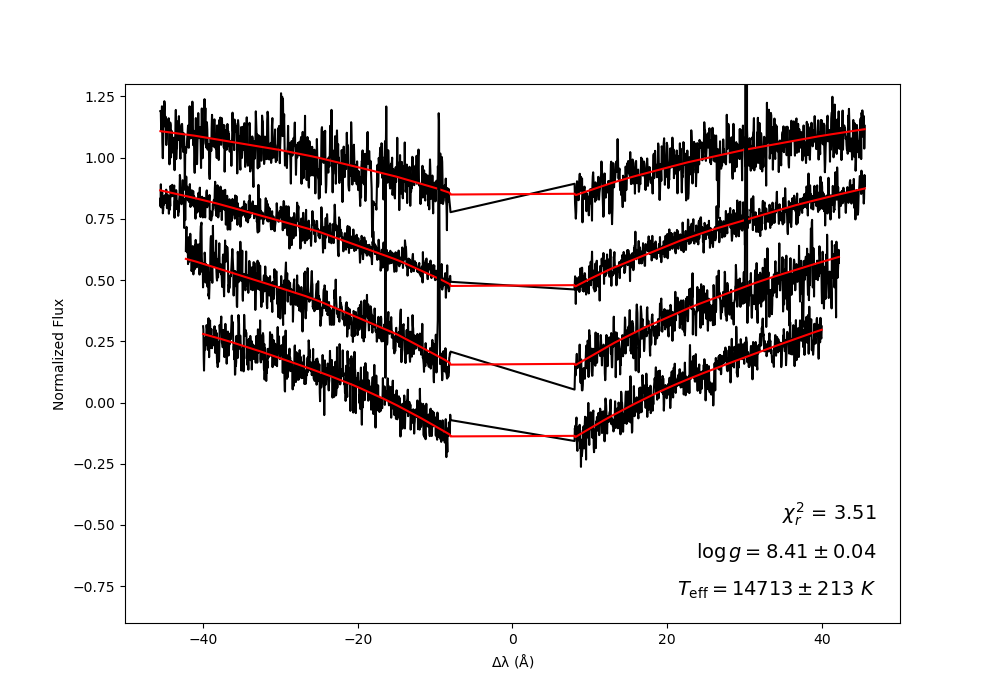 1.25
1.00
0.75
0.50
0.25
0.00
−0.25
−0.50
−0.75
Normalized Flux
χ²ᵣ = 3.51
log g = 8.41 ± 0.04
T_eff = 14713 ± 213 K
−40 −20 0 20 40
Δλ (Å)